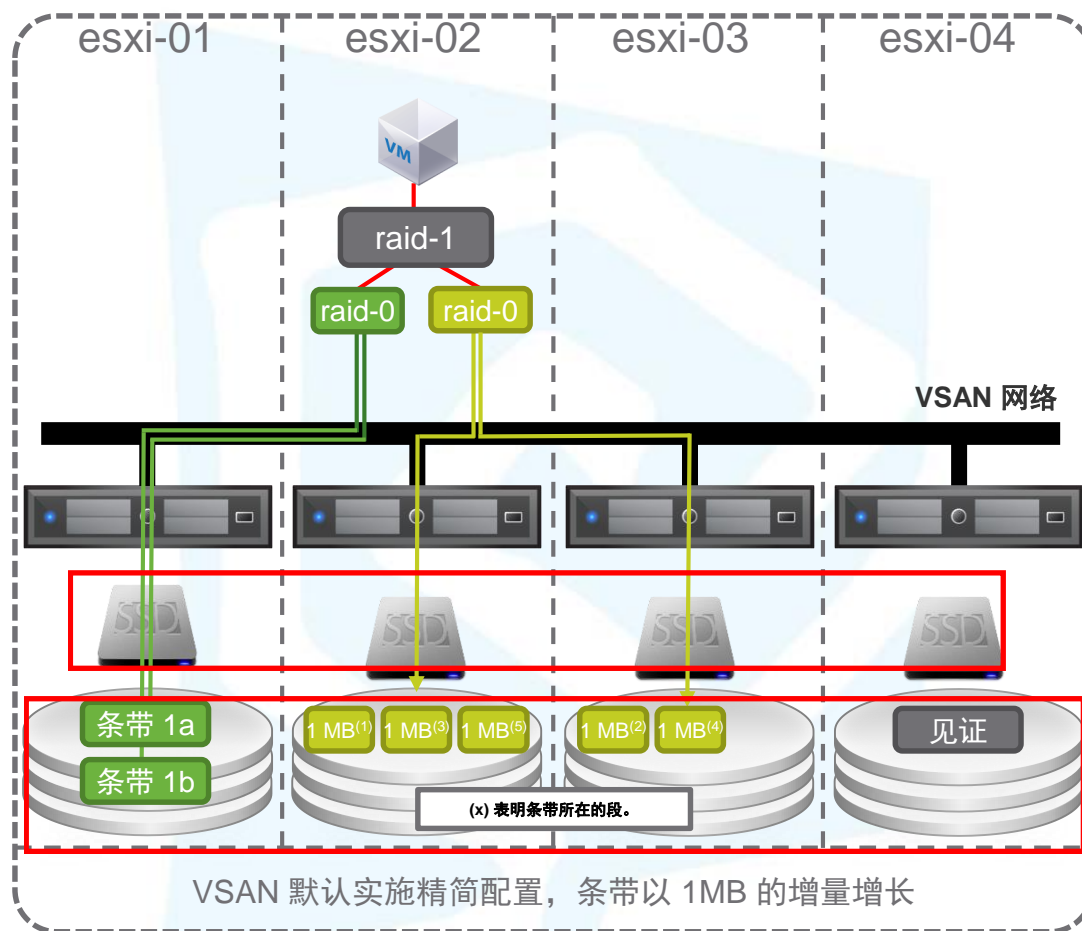 esxi-01 esxi-02 esxi-03 esxi-04
VM
raid-1
raid-0 raid-0
VSAN 网络
SSD SSD SSD SSD
条带 1a 1 MB(1) 1 MB(3) 1 MB(5) 1 MB(2) 1 MB(4) 见证
条带 1b
(x) 表明条带所在的段。
VSAN 默认实施精简配置，条带以 1MB 的增量增长